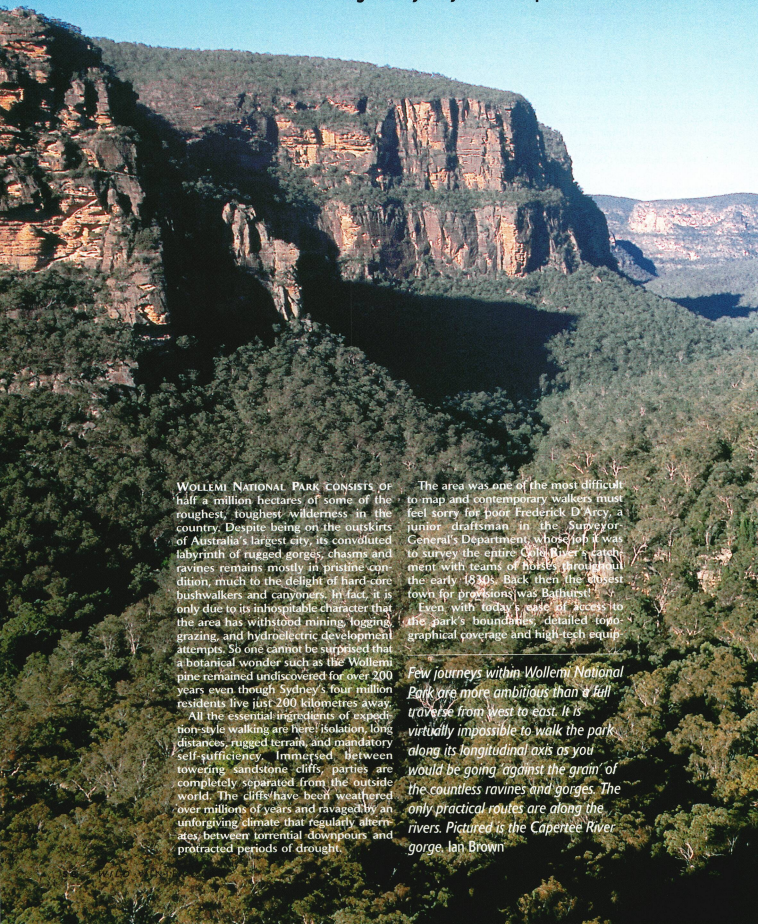 WOLLEMI NATIONAL PARK CONSISTS OF
half a million hectares of some of the
roughest, toughest wilderness in the
country. Despite being on the outskirts
of Australia's largest city, its convoluted
labyrinth of rugged gorges, chasms and
ravines remains mostly in pristine con-
dition, much to the delight of hard-core
bushwalkers and canyoners. In fact, it is
only due to its inhospitable character that
the area has withstood mining, logging,
grazing, and hydroelectric development
attempts. So one cannot be surprised that
a botanical wonder such as the Wollemi
pine remained undiscovered for over 200
years even though Sydney's four million
residents live just 200 kilometres away.
All the essential ingredients of expedi-
tion-style walking are here: isolation, long
distances, rugged terrain, and mandatory
self-sufficiency. Immersed between
towering sandstone cliffs, parties are
completely separated from the outside
world. The cliffs have been weathered
over millions of years and ravaged by an
unforgiving climate that regularly altern-
ates between torrential downpours and
protracted periods of drought.
The area was one of the most difficult
to map and contemporary walkers must
feel sorry for poor Frederick D'Arcy, a
junior draftsman in the Surveyor-
General's Department, whose job it was
to survey the entire Colo River's catch-
ment with teams of horses throughout
the early 1830s. Back then the closest
town for provisions was Bathurst!
Even with today's ease of access to
the park's boundaries, detailed topo-
graphical coverage and high-tech equip-
Few journeys within Wollemi National
Park are more ambitious than a full
traverse from west to east. It is
virtually impossible to walk the park
along its longitudinal axis as you
would be going 'against the grain' of
the countless ravines and gorges. The
only practical routes are along the
rivers. Pictured is the Capertee River
gorge. Ian Brown
WILD